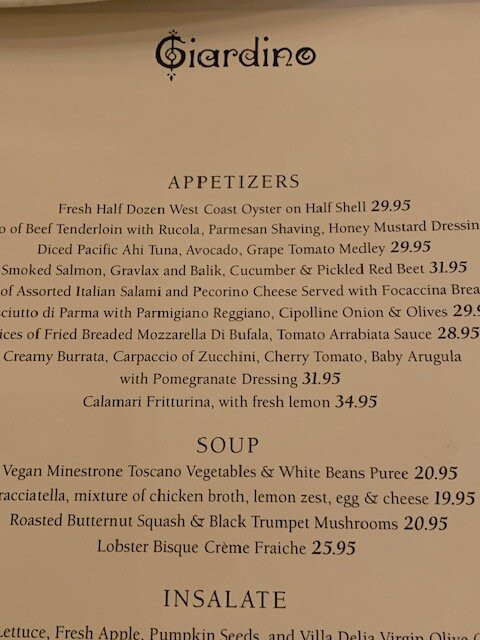 Giardino
APPETIZERS
Fresh Half Dozen West Coast Oyster on Half Shell 29.95
of Beef Tenderloin with Rucola, Parmesan Shaving, Honey Mustard
Diced Pacific Ahi Tuna, Avocado, Grape Tomato Medley 29.95
Smoked Salmon, Gravlax and Balik, Cucumber & Pickled Red Beet 31.95
of Assorted Italian Salami and Pecorino Cheese Served with Focaccina
di Parma with Parmigiano Reggiano, Cipolline Onion & Olives
of Fried Breaded Mozzarella Di Bufala, Tomato Arrabiata Sauce 28.95
Creamy Burrata, Carpaccio of Zucchini, Cherry Tomato, Baby Arugula
with Pomegranate Dressing 31.95
Calamari Fritturina, with fresh lemon 34.95
SOUP
Vegan Minestrone Toscano Vegetables & White Beans Puree 20.95
mixture of chicken broth, lemon zest, egg & cheese 19.95
Roasted Butternut Squash & Black Trumpet Mushrooms 20.95
Lobster Bisque Crème Fraiche 25.95
INSALATE
Lettuce, Fresh Apple, Pumpkin Seeds, and Villa Delia Virgin Olive